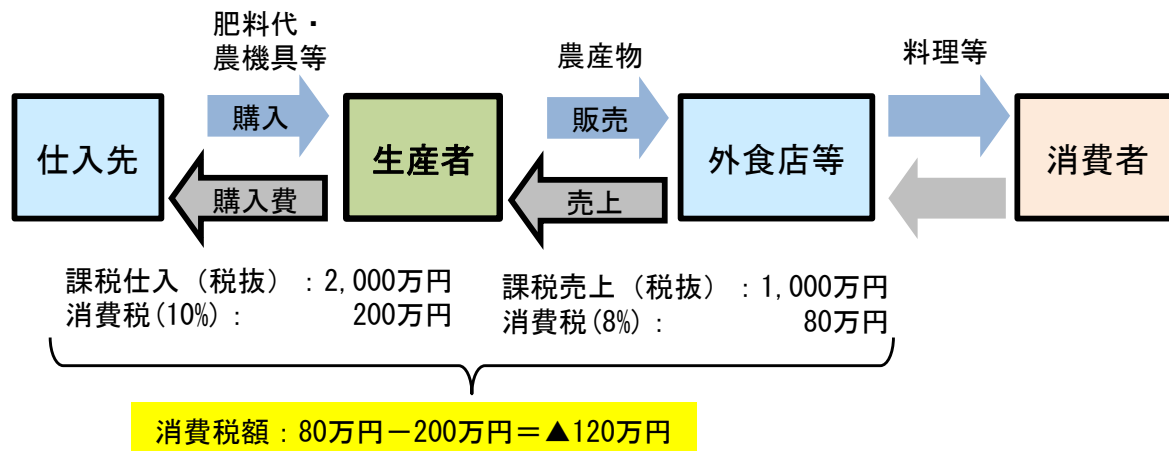 肥料代・
農機具等
農産物
料理等
購入
販売
仕入先
生産者
外食店等
消費者
購入費
売上
課税仕入（税抜）：2,000万円
消費税(10%)：　200万円
課税売上（税抜）：1,000万円
消費税(8%)：　80万円
消費税額：80万円－200万円＝▲120万円